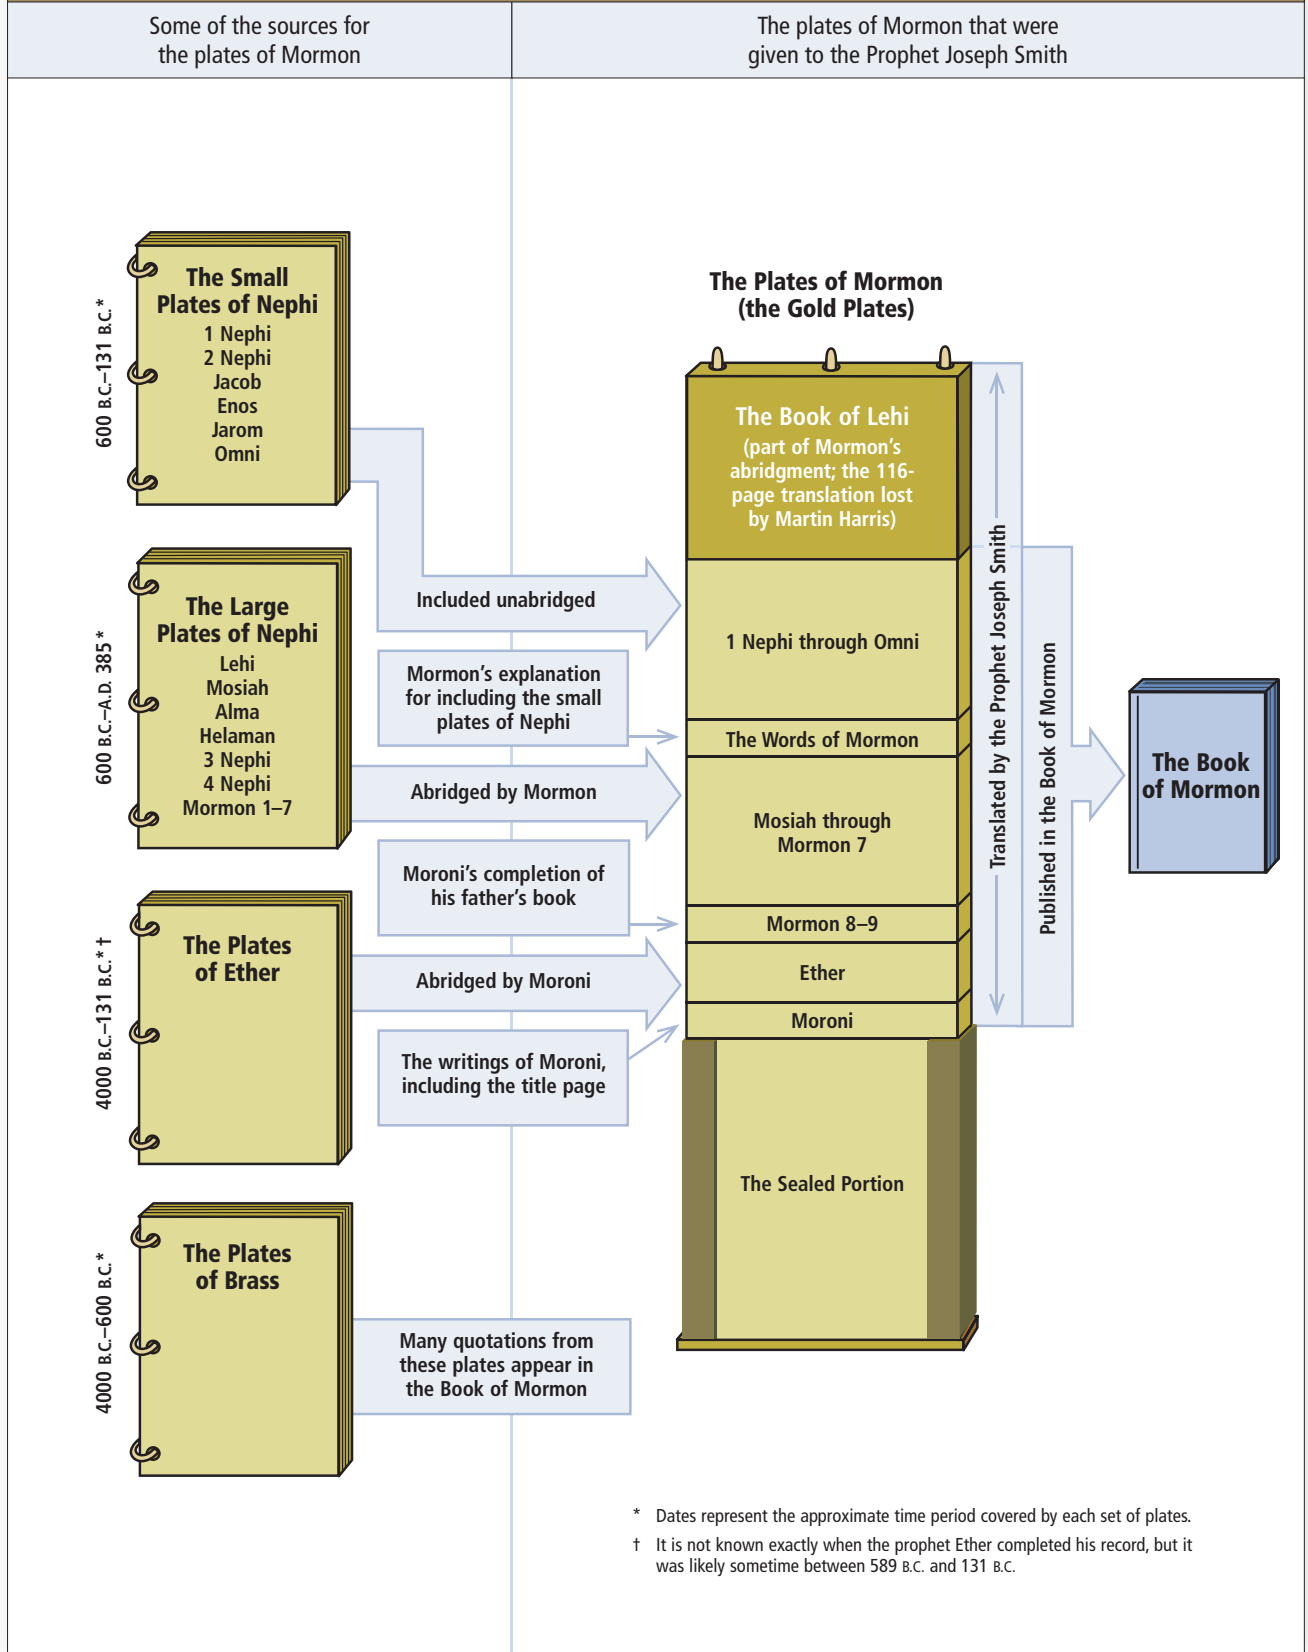 Some of the sources for
the plates of Mormon
The plates of Mormon that were
given to the Prophet Joseph Smith
600 B.C.–131 B.C.*
The Small
Plates of Nephi
1 Nephi
2 Nephi
Jacob
Enos
Jarom
Omni
600 B.C.–A.D. 385*
The Large
Plates of Nephi
Lehi
Mosiah
Alma
Helaman
3 Nephi
4 Nephi
Mormon 1–7
4000 B.C.–131 B.C.*†
The Plates
of Ether
4000 B.C.–600 B.C.*
The Plates
of Brass
Included unabridged
Mormon's explanation
for including the small
plates of Nephi
Abridged by Mormon
Moroni's completion of
his father's book
Abridged by Moroni
The writings of Moroni,
including the title page
Many quotations from
these plates appear in
the Book of Mormon
The Plates of Mormon
(the Gold Plates)
The Book of Lehi
(part of Mormon's
abridgment; the 116-
page translation lost
by Martin Harris)
1 Nephi through Omni
The Words of Mormon
Mosiah through
Mormon 7
Mormon 8–9
Ether
Moroni
The Sealed Portion
Translated by the Prophet Joseph Smith
Published in the Book of Mormon
The Book
of Mormon
* Dates represent the approximate time period covered by each set of plates.
† It is not known exactly when the prophet Ether completed his record, but it
was likely sometime between 589 B.C. and 131 B.C.